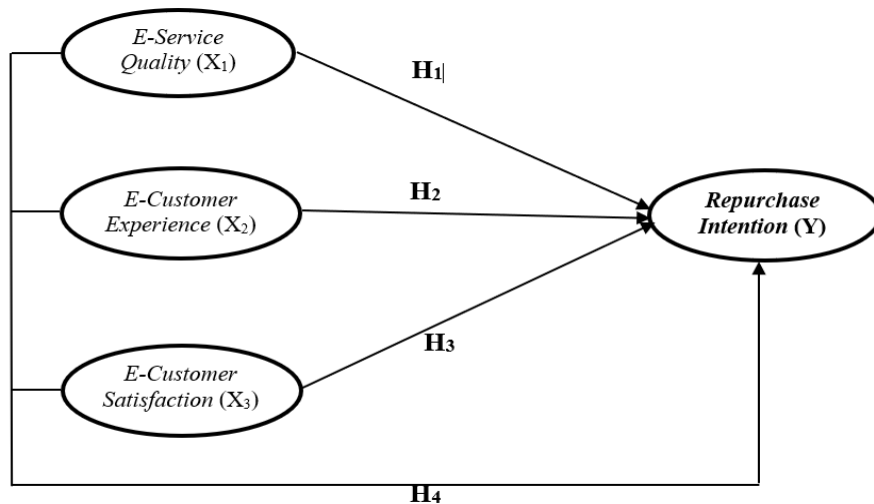 E-Service
Quality (X₁)
H₁
E-Customer
Experience (X₂)
H₂
Repurchase
Intention (Y)
H₃
E-Customer
Satisfaction (X₃)
H₄